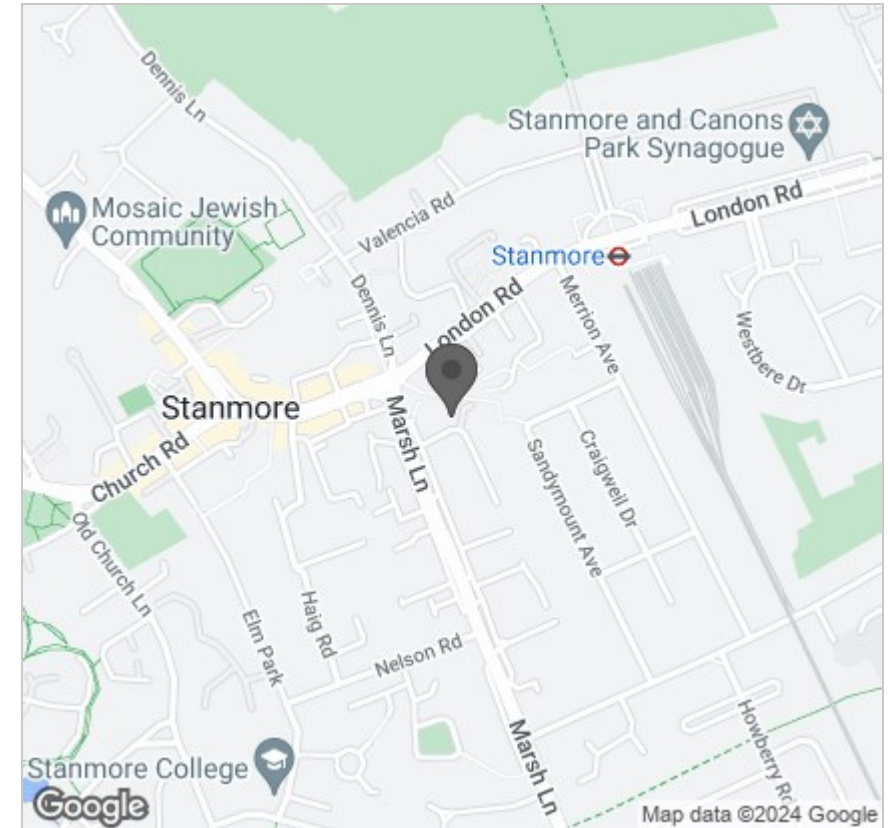 Dennis Ln
Stanmore and Canons
Park Synagogue
London Rd
Mosaic Jewish
Community
Valencia Rd
Stanmore
Dennis Ln
London Rd
Merrion Ave
Westbere Dr
Stanmore
Church Rd
Marsh Ln
Craigweil Dr
Sandymount Ave
Old Church Ln
Elm Park
Haig Rd
Nelson Rd
Howberry Rd
Marsh Ln
Stanmore College
Google
Map data ©2024 Google